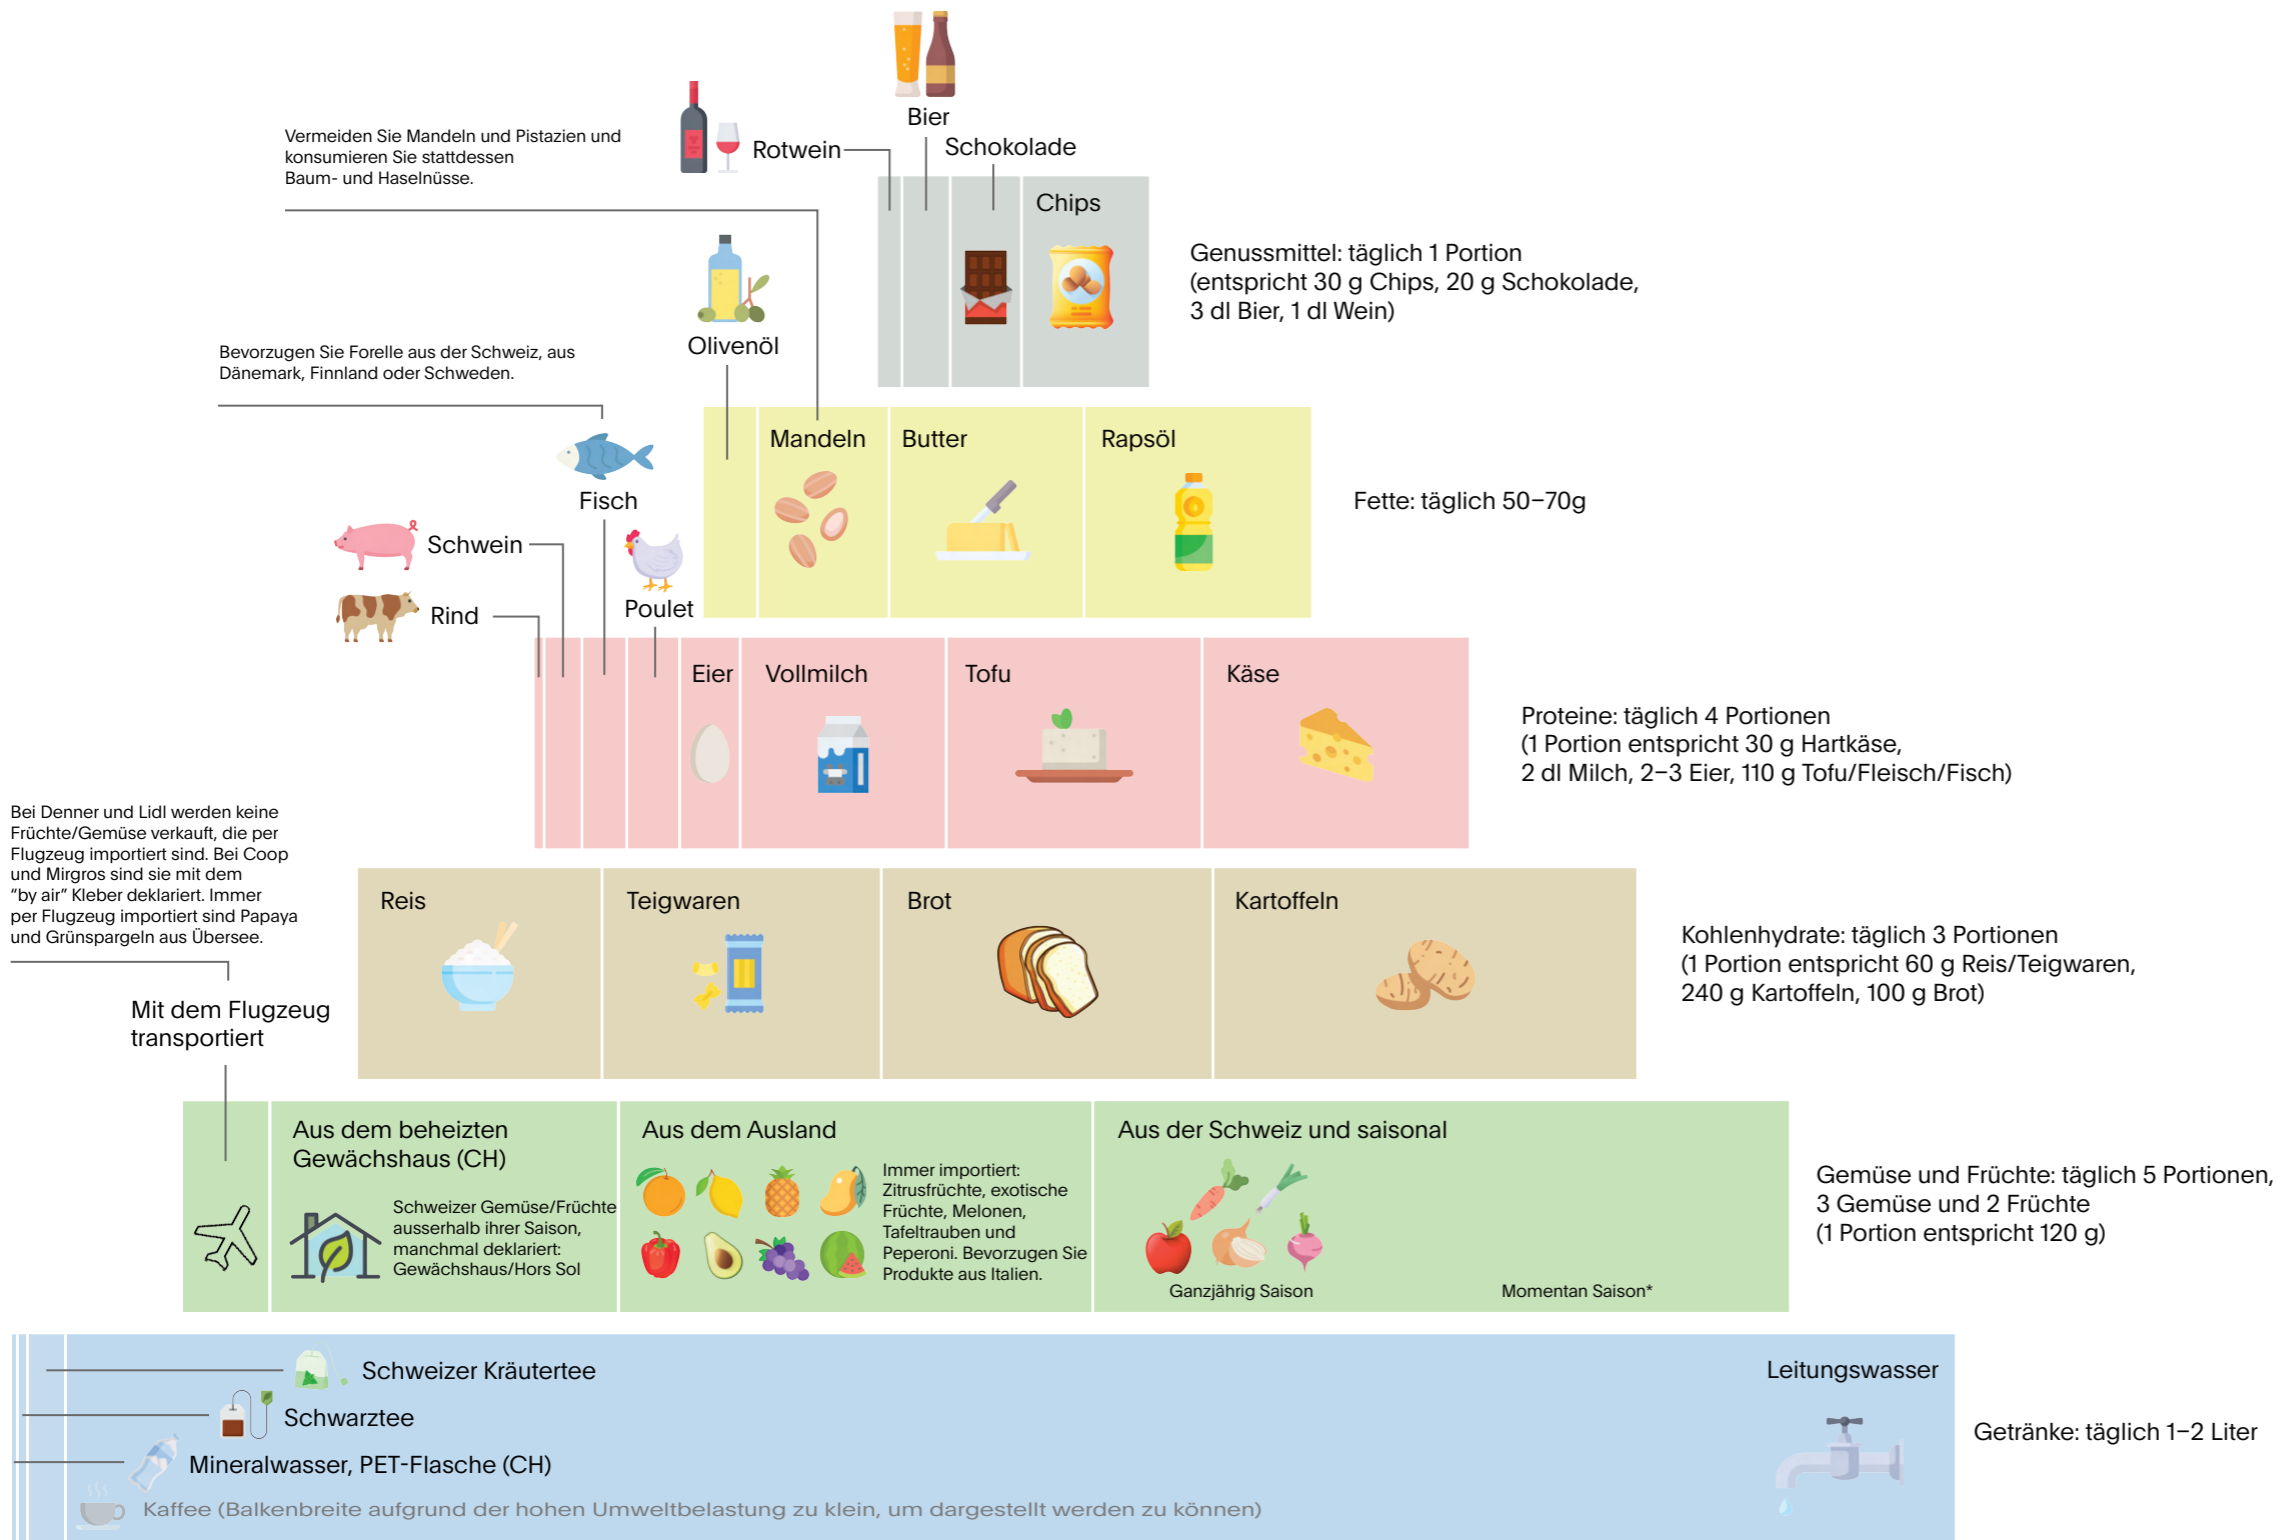 Bier
Rotwein
Schokolade
Chips
Vermeiden Sie Mandeln und Pistazien und
konsumieren Sie stattdessen
Baum- und Haselnüsse.
Genussmittel: täglich 1 Portion
(entspricht 30 g Chips, 20 g Schokolade,
3 dl Bier, 1 dl Wein)
Olivenöl
Bevorzugen Sie Forelle aus der Schweiz, aus
Dänemark, Finnland oder Schweden.
Mandeln
Butter
Rapsöl
Fette: täglich 50–70g
Fisch
Schwein
Rind
Poulet
Eier
Vollmilch
Tofu
Käse
Proteine: täglich 4 Portionen
(1 Portion entspricht 30 g Hartkäse,
2 dl Milch, 2–3 Eier, 110 g Tofu/Fleisch/Fisch)
Bei Denner und Lidl werden keine
Früchte/Gemüse verkauft, die per
Flugzeug importiert sind. Bei Coop
und Mirgros sind sie mit dem
"by air" Kleber deklariert. Immer
per Flugzeug importiert sind Papaya
und Grünspargeln aus Übersee.
Reis
Teigwaren
Brot
Kartoffeln
Kohlenhydrate: täglich 3 Portionen
(1 Portion entspricht 60 g Reis/Teigwaren,
240 g Kartoffeln, 100 g Brot)
Mit dem Flugzeug
transportiert
Aus dem beheizten
Gewächshaus (CH)
Schweizer Gemüse/Früchte
ausserhalb ihrer Saison,
manchmal deklariert:
Gewächshaus/Hors Sol
Aus dem Ausland
Immer importiert:
Zitrusfrüchte, exotische
Früchte, Melonen,
Tafeltrauben und
Peperoni. Bevorzugen Sie
Produkte aus Italien.
Aus der Schweiz und saisonal
Ganzjährig Saison
Momentan Saison*
Gemüse und Früchte: täglich 5 Portionen,
3 Gemüse und 2 Früchte
(1 Portion entspricht 120 g)
Schweizer Kräutertee
Schwarztee
Mineralwasser, PET-Flasche (CH)
Kaffee (Balkenbreite aufgrund der hohen Umweltbelastung zu klein, um dargestellt werden zu können)
Leitungswasser
Getränke: täglich 1–2 Liter